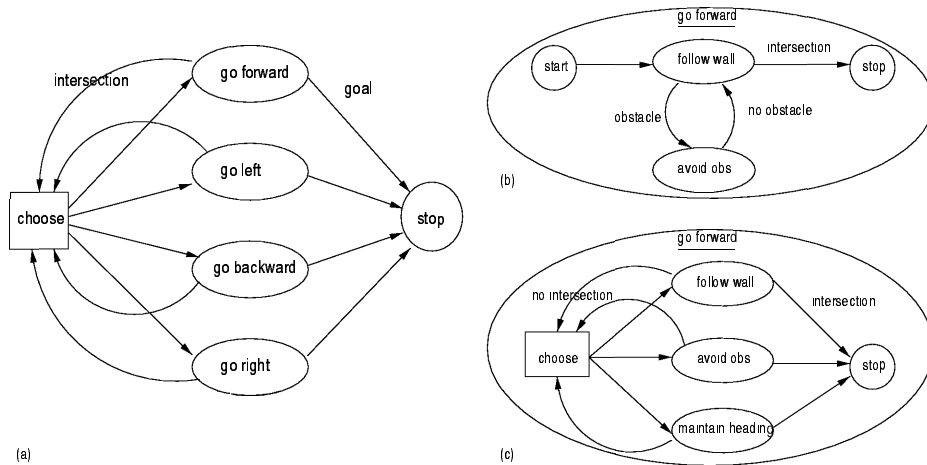 go forward
intersection
goal
go left
choose
stop
go backward
go right
(a)
go forward
start
follow wall
intersection
stop
obstacle
no obstacle
avoid obs
(b)
go forward
follow wall
no intersection
intersection
choose
avoid obs
stop
maintain heading
(c)